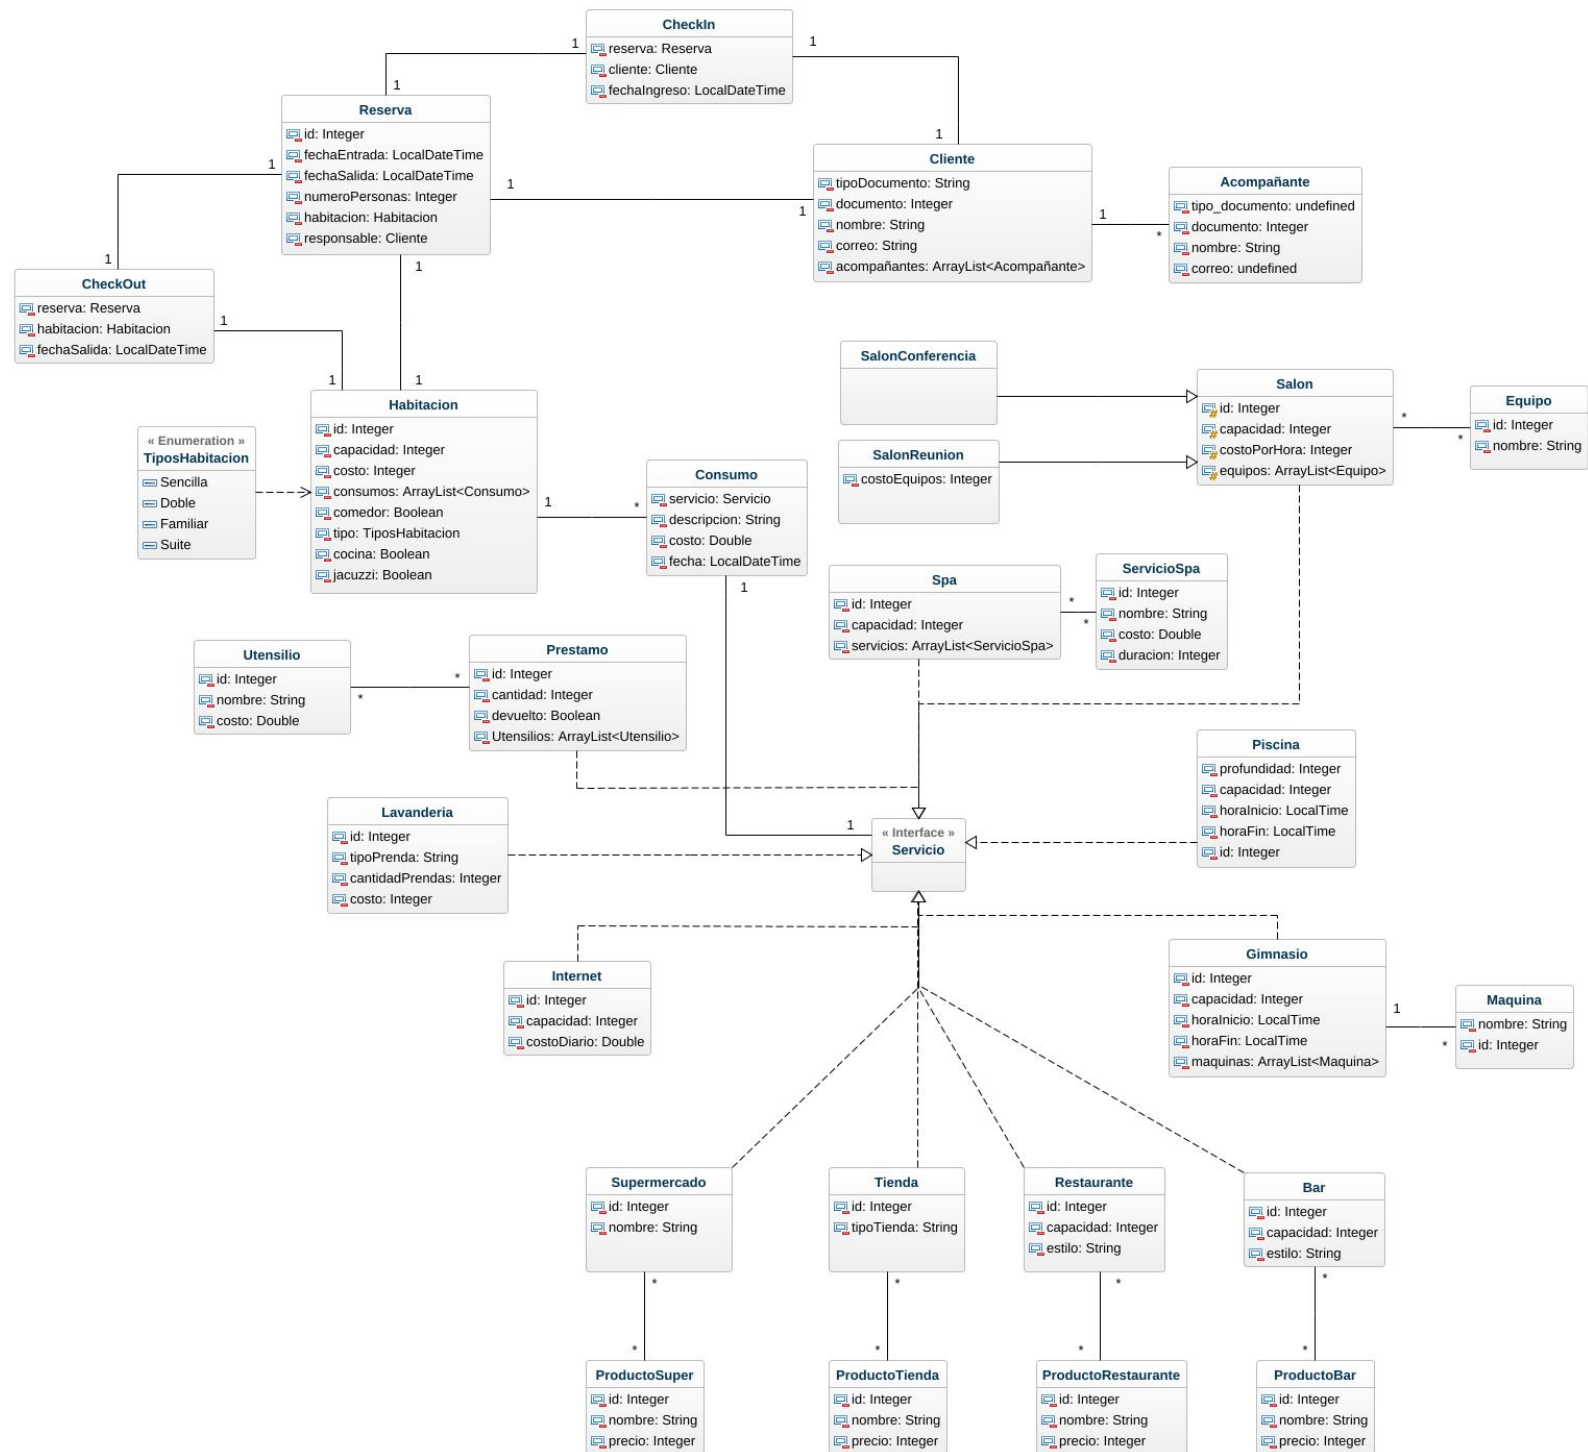 CheckIn
reserva: Reserva
cliente: Cliente
fechaIngreso: LocalDateTime
1
1
1
1
Reserva
id: Integer
fechaEntrada: LocalDateTime
fechaSalida: LocalDateTime
numeroPersonas: Integer
habitacion: Habitacion
responsable: Cliente
1
1
1
1
1
1
Cliente
tipoDocumento: String
documento: Integer
nombre: String
correo: String
acompañantes: ArrayList<Acompañante>
1
*
Acompañante
tipo_documento: undefined
documento: Integer
nombre: String
correo: undefined
CheckOut
reserva: Reserva
habitacion: Habitacion
fechaSalida: LocalDateTime
1
1
Habitacion
id: Integer
capacidad: Integer
costo: Integer
consumos: ArrayList<Consumo>
comedor: Boolean
tipo: TiposHabitacion
cocina: Boolean
jacuzzi: Boolean
« Enumeration »
TiposHabitacion
Sencilla
Doble
Familiar
Suite
1
*
Consumo
servicio: Servicio
descripcion: String
costo: Double
fecha: LocalDateTime
1
1
SalonConferencia
SalonReunion
costoEquipos: Integer
Salon
id: Integer
capacidad: Integer
costoPorHora: Integer
equipos: ArrayList<Equipo>
*
*
Equipo
id: Integer
nombre: String
Spa
id: Integer
capacidad: Integer
servicios: ArrayList<ServicioSpa>
*
*
ServicioSpa
id: Integer
nombre: String
costo: Double
duracion: Integer
Utensilio
id: Integer
nombre: String
costo: Double
*
*
Prestamo
id: Integer
cantidad: Integer
devuelto: Boolean
Utensilios: ArrayList<Utensilio>
Piscina
profundidad: Integer
capacidad: Integer
horaInicio: LocalTime
horaFin: LocalTime
id: Integer
Lavanderia
id: Integer
tipoPrenda: String
cantidadPrendas: Integer
costo: Integer
« Interface »
Servicio
Internet
id: Integer
capacidad: Integer
costoDiario: Double
Gimnasio
id: Integer
capacidad: Integer
horaInicio: LocalTime
horaFin: LocalTime
maquinas: ArrayList<Maquina>
1
*
Maquina
nombre: String
id: Integer
Supermercado
id: Integer
nombre: String
Tienda
id: Integer
tipoTienda: String
Restaurante
id: Integer
capacidad: Integer
estilo: String
Bar
id: Integer
capacidad: Integer
estilo: String
*
*
*
*
*
*
*
*
ProductoSuper
id: Integer
nombre: String
precio: Integer
ProductoTienda
id: Integer
nombre: String
precio: Integer
ProductoRestaurante
id: Integer
nombre: String
precio: Integer
ProductoBar
id: Integer
nombre: String
precio: Integer